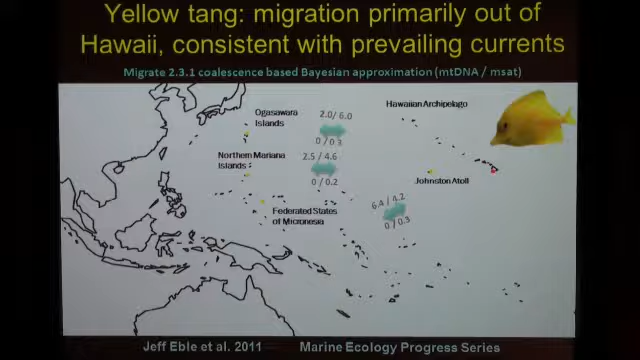 Yellow tang: migration primarily out of
Hawaii, consistent with prevailing currents
Migrate 2.3.1 coalescence based Bayesian approximation (mtDNA / msat)
Hawaiian Archipelago
Ogasawara
Islands
2.0/ 6.0
0 / 0.3
Northern Mariana
Islands
2.5 / 4.6
0 / 0.2
Johnston Atoll
6.4 / 4.2
0 / 0.3
Federated States
of Micronesia
Jeff Eble et al. 2011 Marine Ecology Progress Series